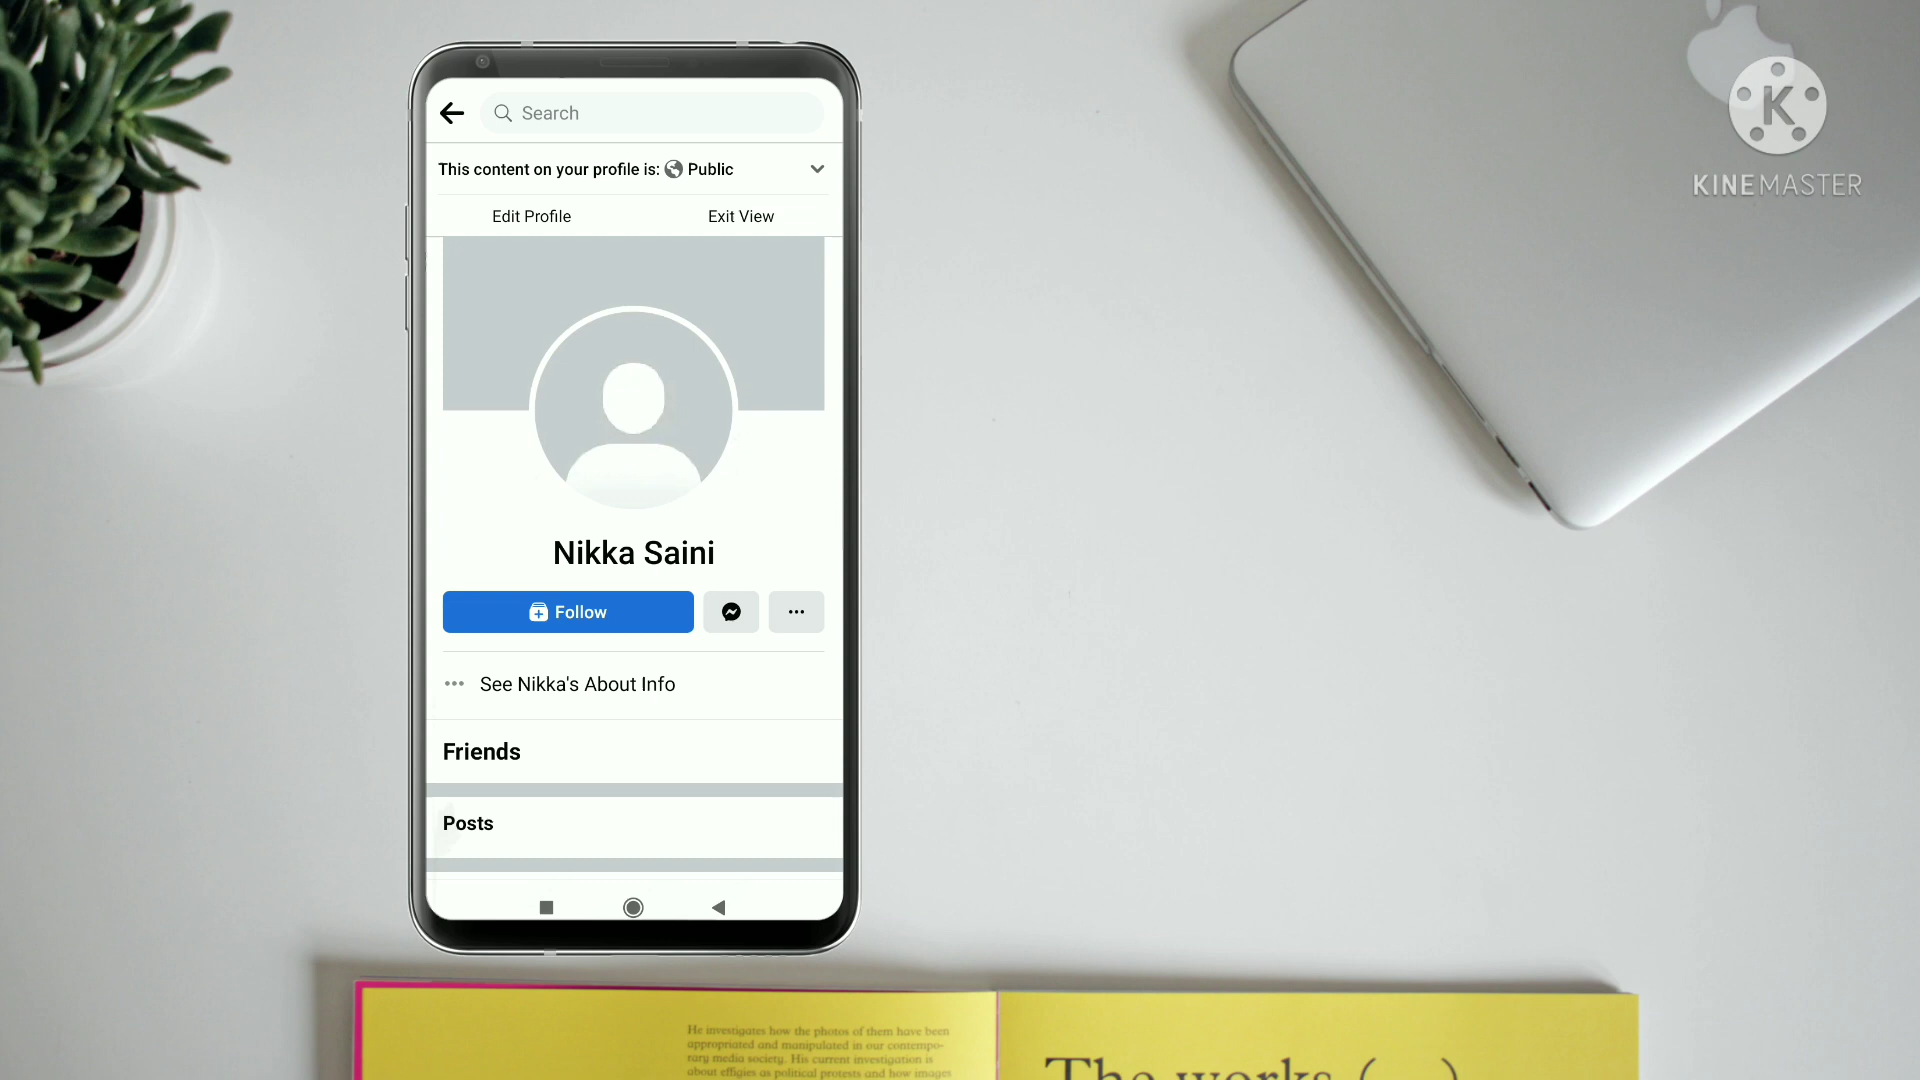 Search
This content on your profile is: Public
Edit Profile Exit View
Nikka Saini
Follow
See Nikka's About Info
Friends
Posts
KINEMASTER
He investigates how the photos of them have been
appropriated and manipulated in our contempo-
rary media society. His current investigation is
about effigies as political protests and how images
The works (